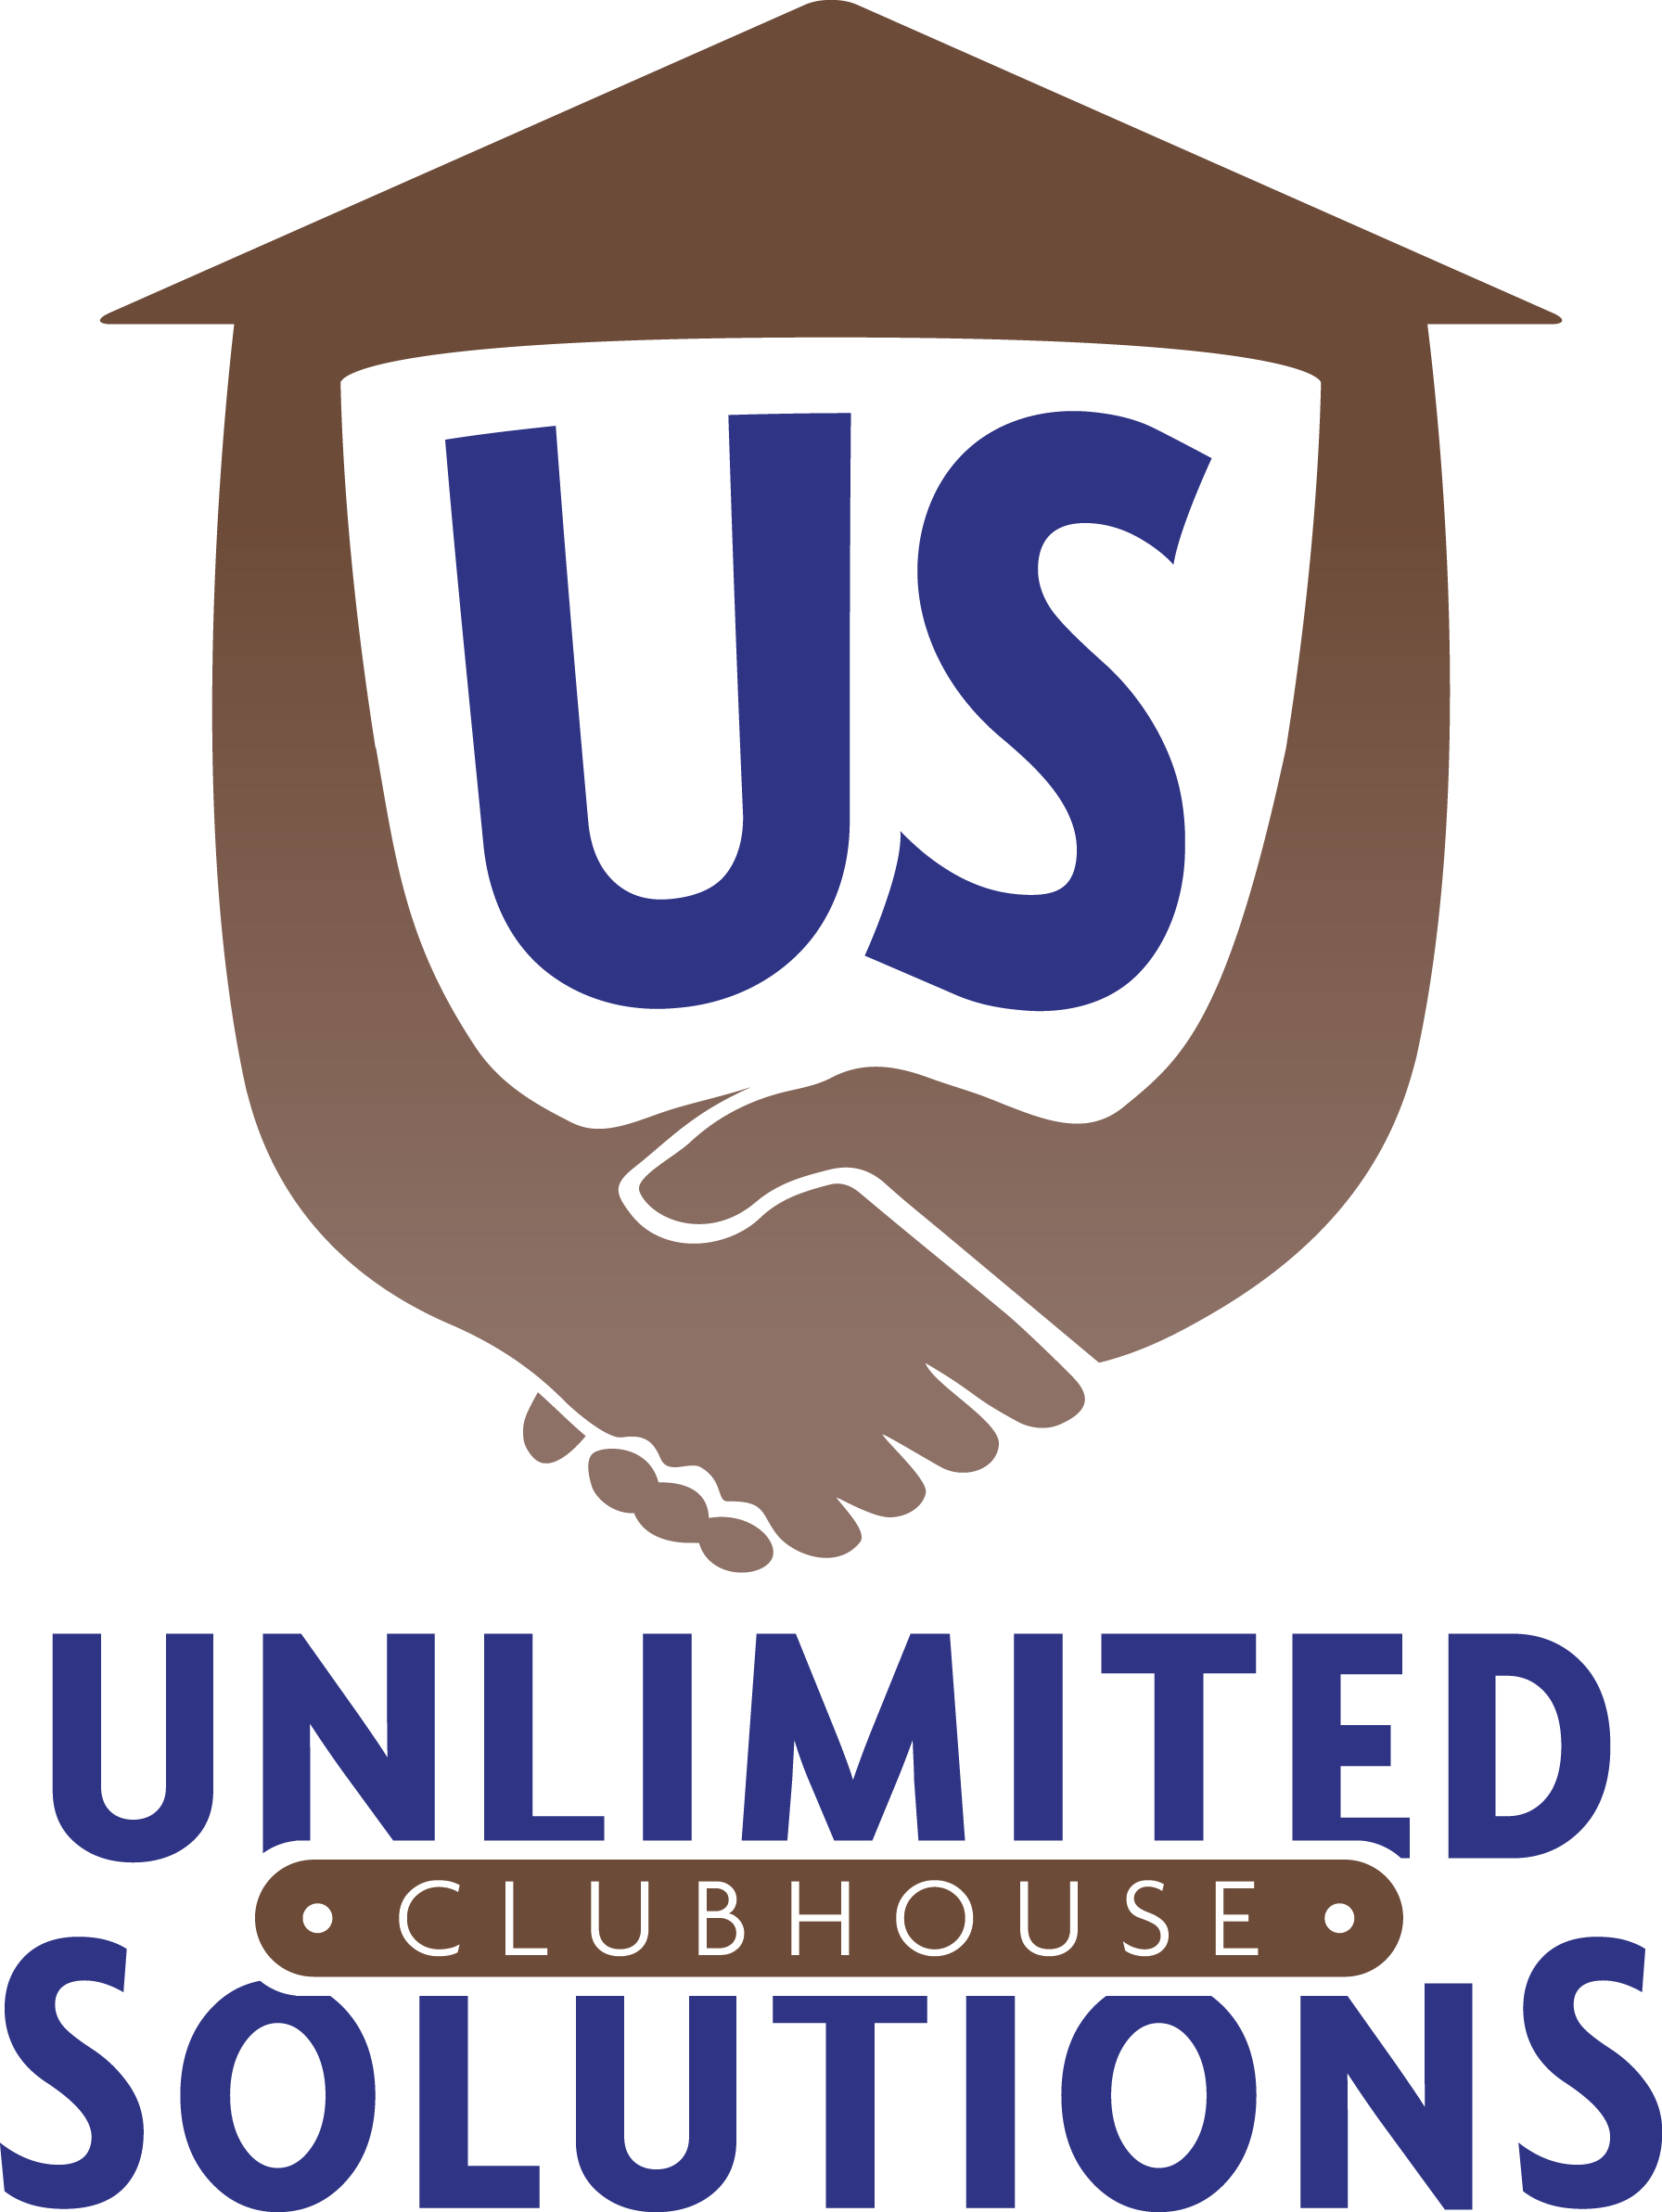 US
UNLIMITED
• CLUBHOUSE •
SOLUTIONS